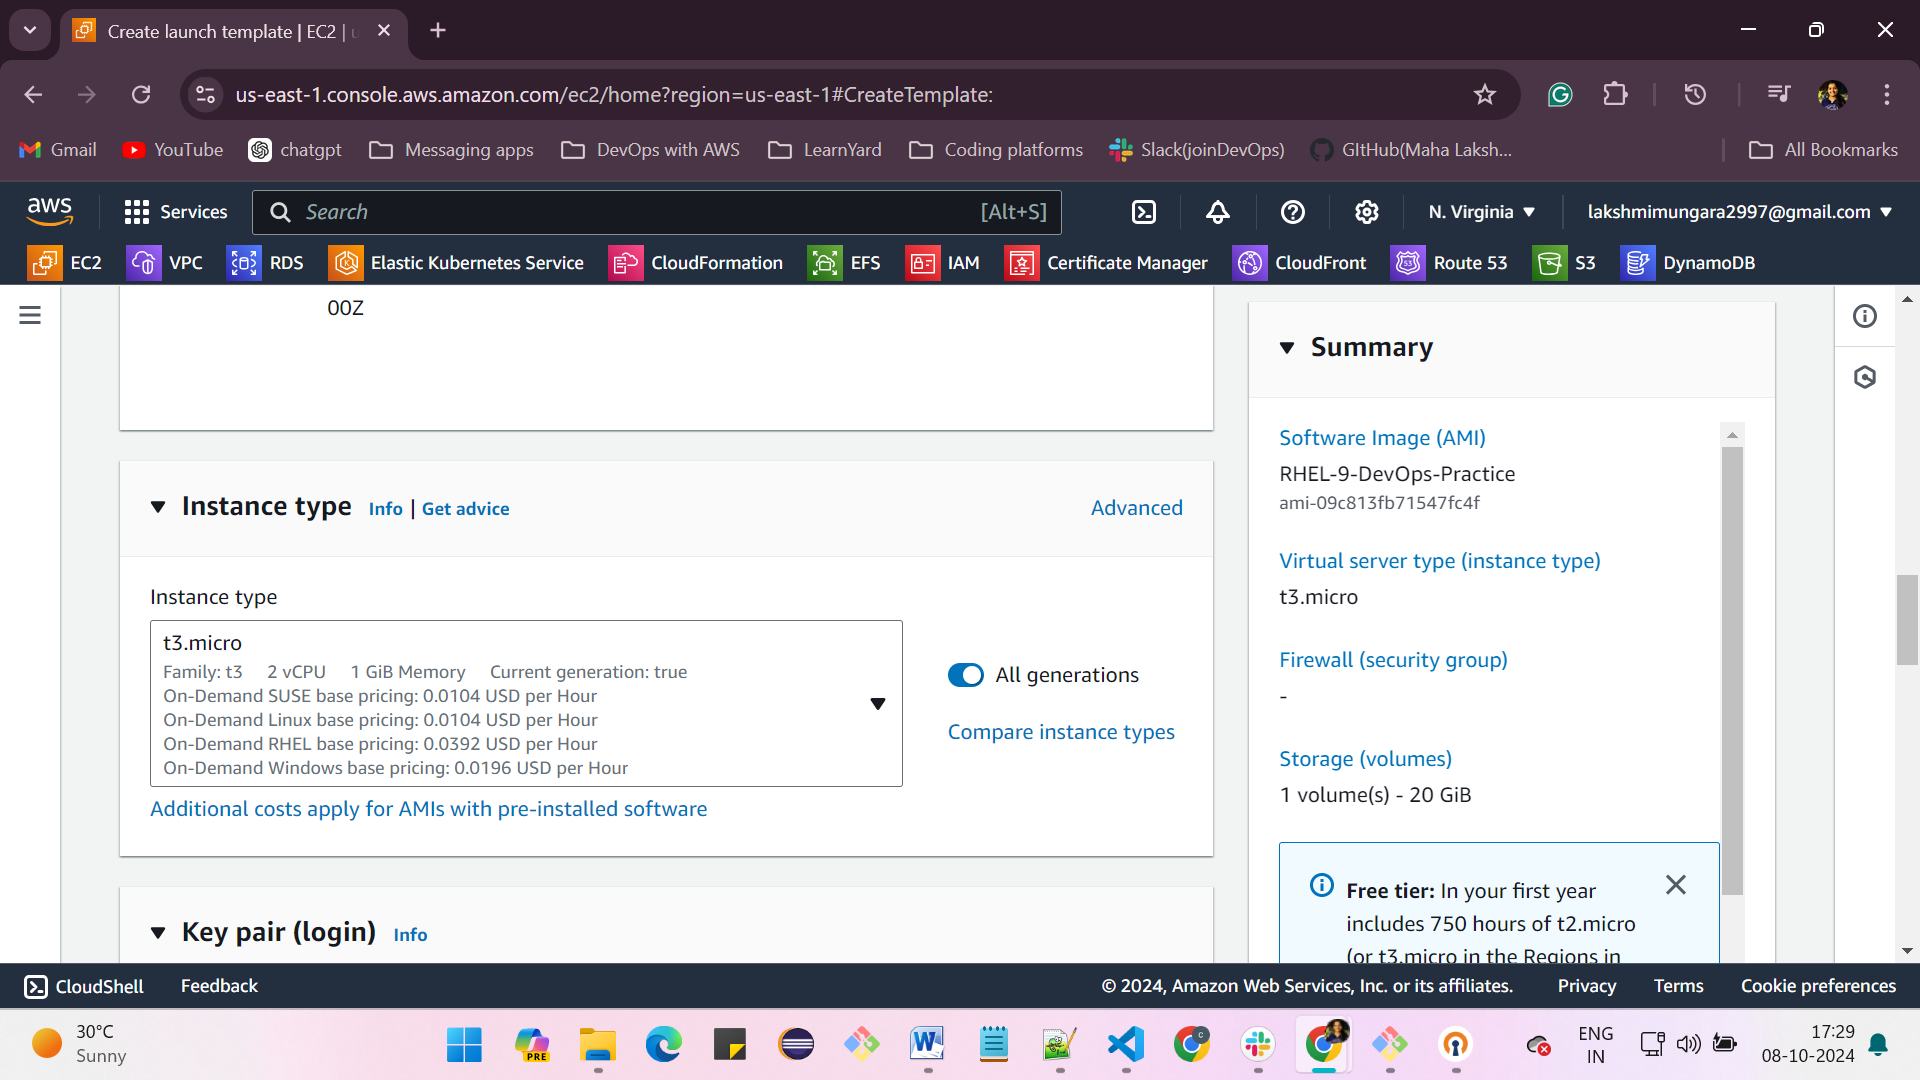 Create launch template | EC2 | u
us-east-1.console.aws.amazon.com/ec2/home?region=us-east-1#CreateTemplate:
Gmail YouTube chatgpt Messaging apps DevOps with AWS LearnYard Coding platforms Slack(joinDevOps) GItHub(Maha Laksh... All Bookmarks
aws Services Search [Alt+S] N. Virginia lakshmimungara2997@gmail.com
EC2 VPC RDS Elastic Kubernetes Service CloudFormation EFS IAM Certificate Manager CloudFront Route 53 S3 DynamoDB
00Z
Instance type Info | Get advice Advanced
Instance type
t3.micro
Family: t3 2 vCPU 1 GiB Memory Current generation: true
On-Demand SUSE base pricing: 0.0104 USD per Hour
On-Demand Linux base pricing: 0.0104 USD per Hour
On-Demand RHEL base pricing: 0.0392 USD per Hour
On-Demand Windows base pricing: 0.0196 USD per Hour
All generations
Compare instance types
Additional costs apply for AMIs with pre-installed software
Key pair (login) Info
Summary
Software Image (AMI)
RHEL-9-DevOps-Practice
ami-09c813fb71547fc4f
Virtual server type (instance type)
t3.micro
Firewall (security group)
-
Storage (volumes)
1 volume(s) - 20 GiB
Free tier: In your first year
includes 750 hours of t2.micro
(or t3.micro in the Regions in
CloudShell Feedback © 2024, Amazon Web Services, Inc. or its affiliates. Privacy Terms Cookie preferences
30°C
Sunny
PRE
ENG
IN
17:29
08-10-2024